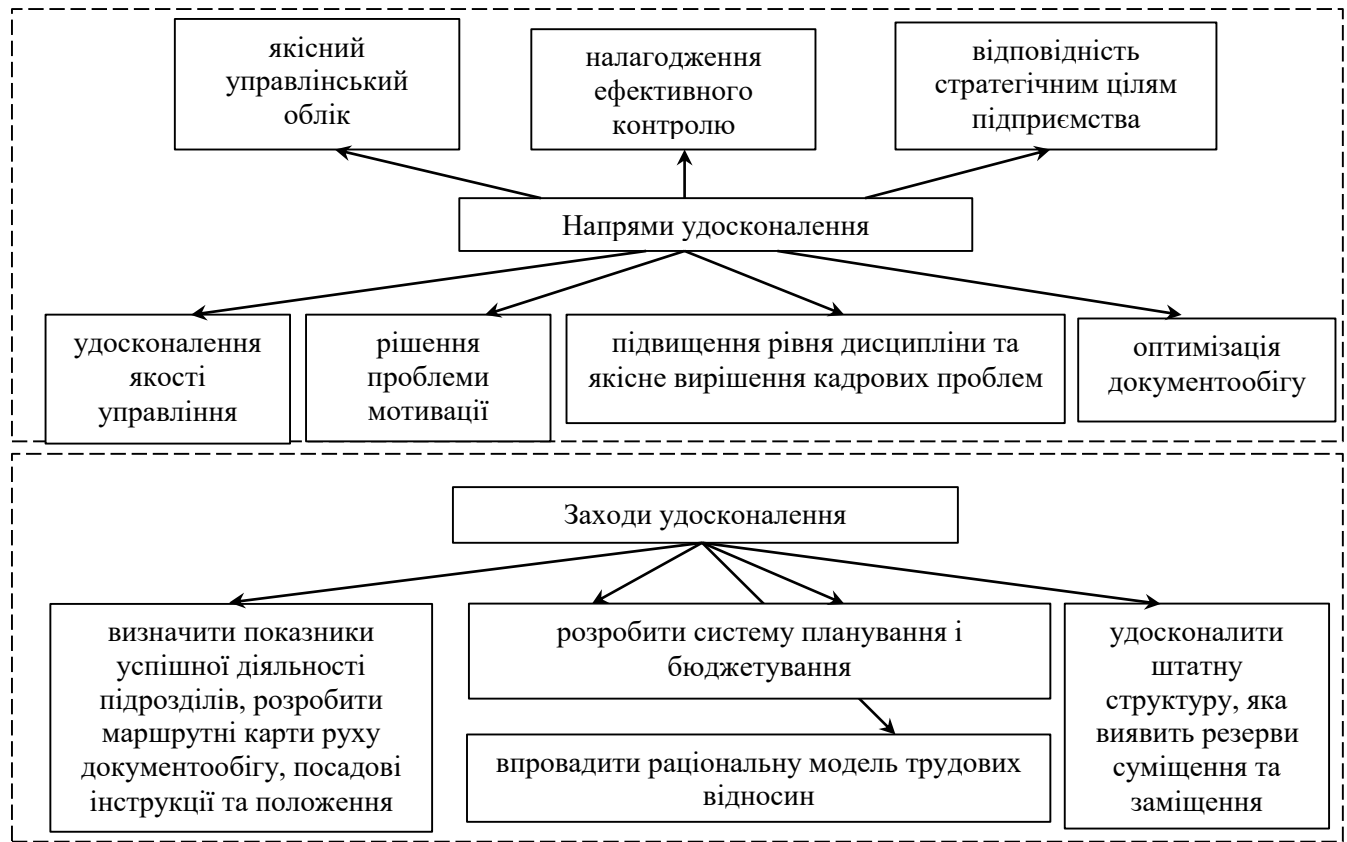 якісний
управлінський
облік
налагодження
ефективного
контролю
відповідність
стратегічним цілям
підприємства
Напрями удосконалення
удосконалення
якості
управління
рішення
проблеми
мотивації
підвищення рівня дисципліни та
якісне вирішення кадрових проблем
оптимізація
документообігу
Заходи удосконалення
визначити показники
успішної діяльності
підрозділів, розробити
маршрутні карти руху
документообігу, посадові
інструкції та положення
розробити систему планування і
бюджетування
впровадити раціональну модель трудових
відносин
удосконалити
штатну
структуру, яка
виявить резерви
суміщення та
заміщення